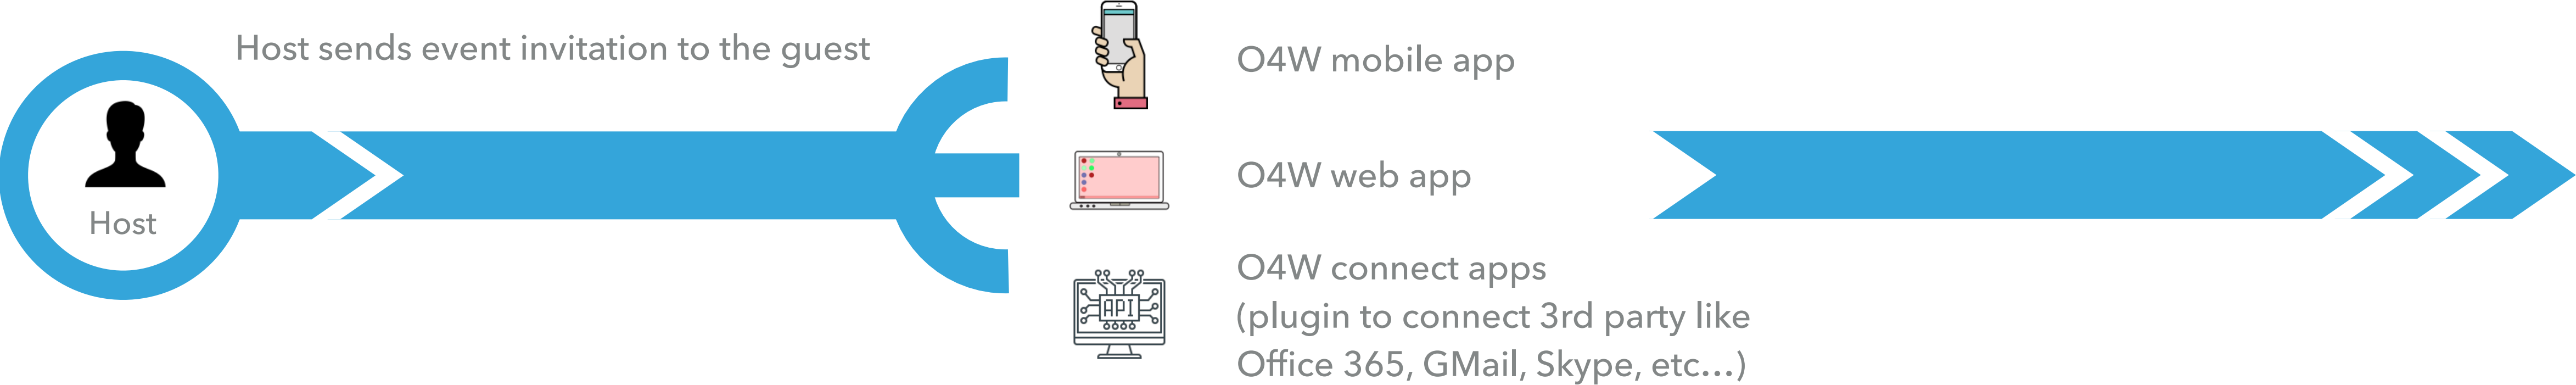 Host sends event invitation to the guest
Host
O4W mobile app
O4W web app
O4W connect apps
(plugin to connect 3rd party like
Office 365, GMail, Skype, etc...)
API